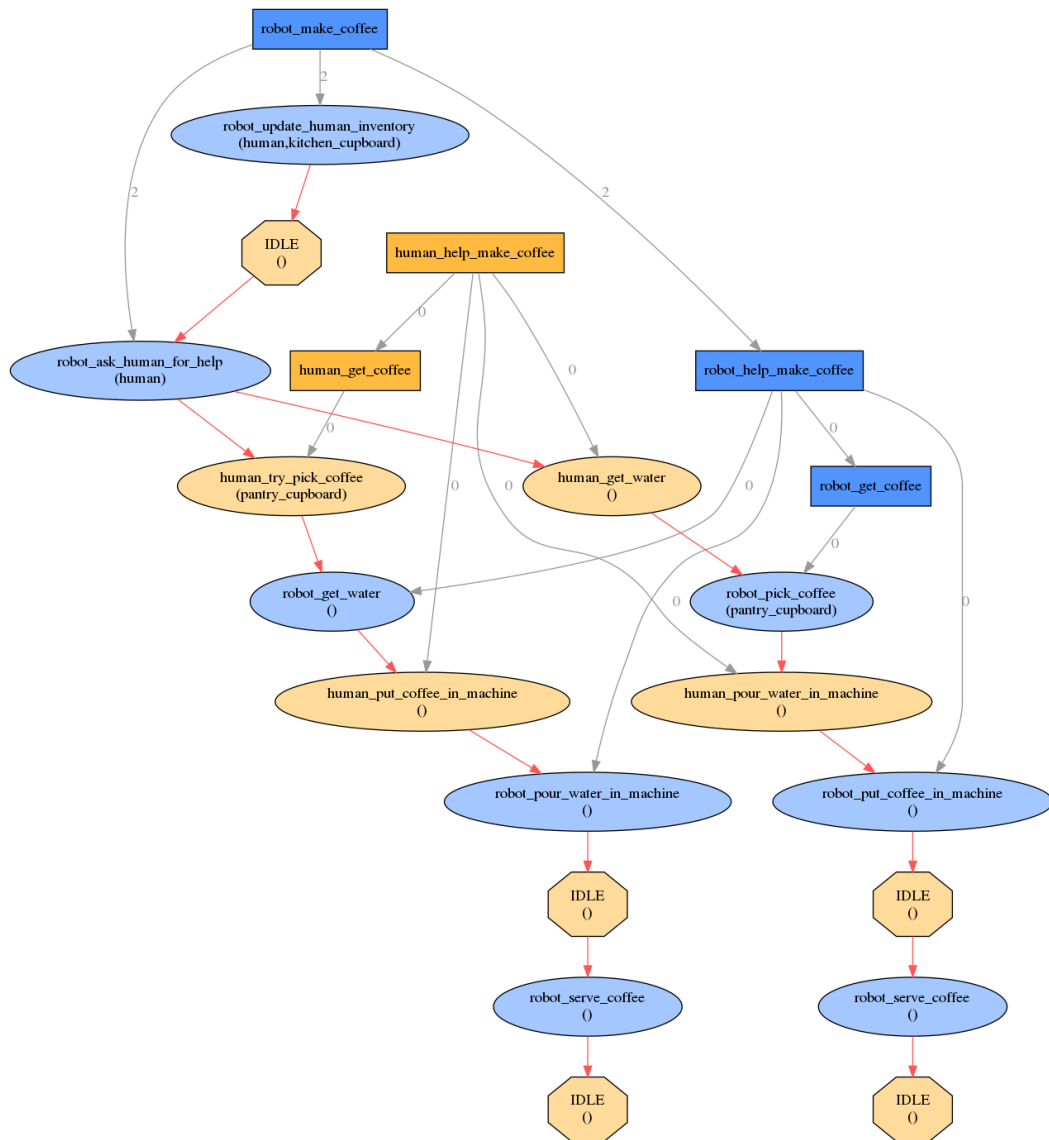 robot_make_coffee
2
robot_update_human_inventory
(human,kitchen_cupboard)
2
2
IDLE
()
human_help_make_coffee
0
robot_ask_human_for_help
(human)
human_get_coffee
0
robot_help_make_coffee
0
0
human_try_pick_coffee
(pantry_cupboard)
0
0
human_get_water
()
0
robot_get_coffee
0
robot_get_water
()
0
robot_pick_coffee
(pantry_cupboard)
0
human_put_coffee_in_machine
()
human_pour_water_in_machine
()
robot_pour_water_in_machine
()
robot_put_coffee_in_machine
()
IDLE
()
IDLE
()
robot_serve_coffee
()
robot_serve_coffee
()
IDLE
()
IDLE
()